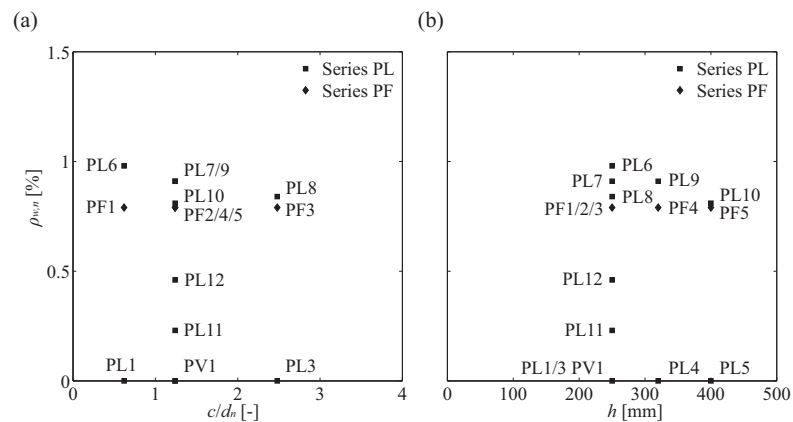 (a)
(b)
1.5
1
0.5
0
ρw,n [%]
Series PL
Series PF
PL6
PL7/9
PL10
PL8
PF1
PF2/4/5
PF3
PL12
PL11
PL1
PV1
PL3
0 1 2 3 4
c/dn [-]
Series PL
Series PF
PL6
PL7
PL9
PL8
PL10
PF1/2/3
PF4
PF5
PL12
PL11
PL1/3 PV1
PL4
PL5
0 100 200 300 400 500
h [mm]